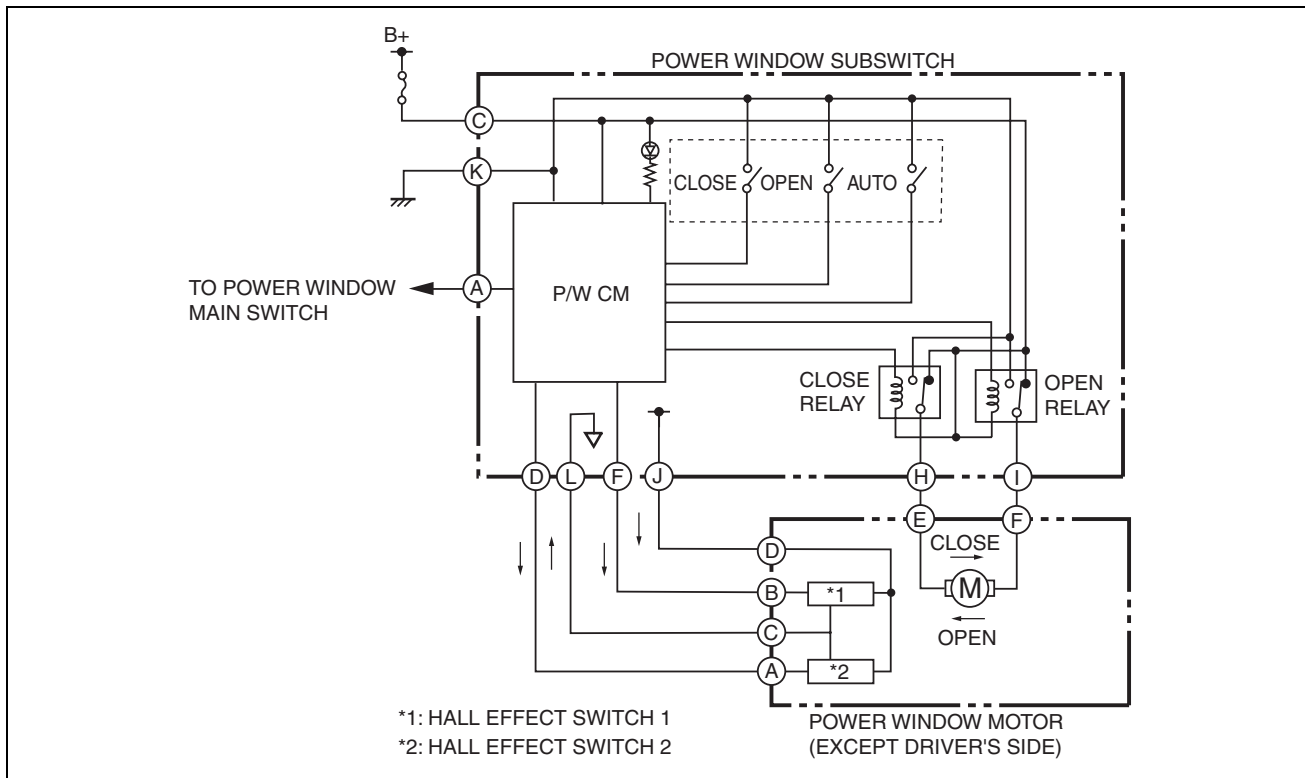 B+
POWER WINDOW SUBSWITCH
C
K
CLOSE OPEN AUTO
A
TO POWER WINDOW
MAIN SWITCH
P/W CM
CLOSE
RELAY
OPEN
RELAY
D L F J H I
E F
CLOSE
M
OPEN
D
B *1
C
A *2
*1: HALL EFFECT SWITCH 1
*2: HALL EFFECT SWITCH 2
POWER WINDOW MOTOR
(EXCEPT DRIVER'S SIDE)